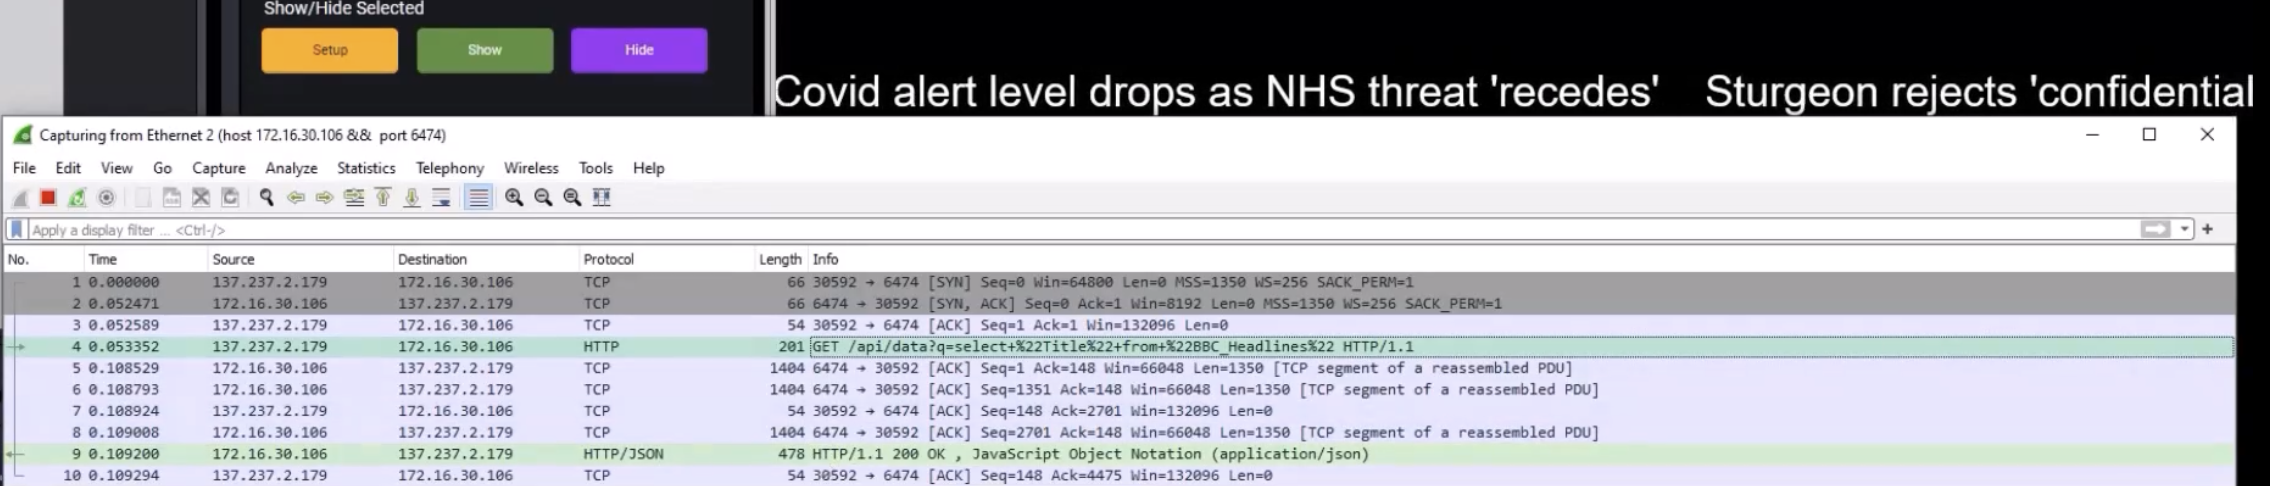 Show/Hide Selected
Setup Show Hide
Covid alert level drops as NHS threat 'recedes' Sturgeon rejects 'confidential
Capturing from Ethernet 2 (host 172.16.30.106 && port 6474)
File Edit View Go Capture Analyze Statistics Telephony Wireless Tools Help
Apply a display filter ... <Ctrl-/>
No. Time Source Destination Protocol Length Info
1 0.000000 137.237.2.179 172.16.30.106 TCP 66 30592 → 6474 [SYN] Seq=0 Win=64800 Len=0 MSS=1350 WS=256 SACK_PERM=1
2 0.052471 172.16.30.106 137.237.2.179 TCP 66 6474 → 30592 [SYN, ACK] Seq=0 Ack=1 Win=8192 Len=0 MSS=1350 WS=256 SACK_PERM=1
3 0.052589 137.237.2.179 172.16.30.106 TCP 54 30592 → 6474 [ACK] Seq=1 Ack=1 Win=132096 Len=0
4 0.053352 137.237.2.179 172.16.30.106 HTTP 201 GET /api/data?q=select+%22Title%22+from+%22BBC_Headlines%22 HTTP/1.1
5 0.108529 172.16.30.106 137.237.2.179 TCP 1404 6474 → 30592 [ACK] Seq=1 Ack=148 Win=66048 Len=1350 [TCP segment of a reassembled PDU]
6 0.108793 172.16.30.106 137.237.2.179 TCP 1404 6474 → 30592 [ACK] Seq=1351 Ack=148 Win=66048 Len=1350 [TCP segment of a reassembled PDU]
7 0.108924 137.237.2.179 172.16.30.106 TCP 54 30592 → 6474 [ACK] Seq=148 Ack=2701 Win=132096 Len=0
8 0.109008 172.16.30.106 137.237.2.179 TCP 1404 6474 → 30592 [ACK] Seq=2701 Ack=148 Win=66048 Len=1350 [TCP segment of a reassembled PDU]
9 0.109200 172.16.30.106 137.237.2.179 HTTP/JSON 478 HTTP/1.1 200 OK , JavaScript Object Notation (application/json)
10 0.109294 137.237.2.179 172.16.30.106 TCP 54 30592 → 6474 [ACK] Seq=148 Ack=4475 Win=132096 Len=0